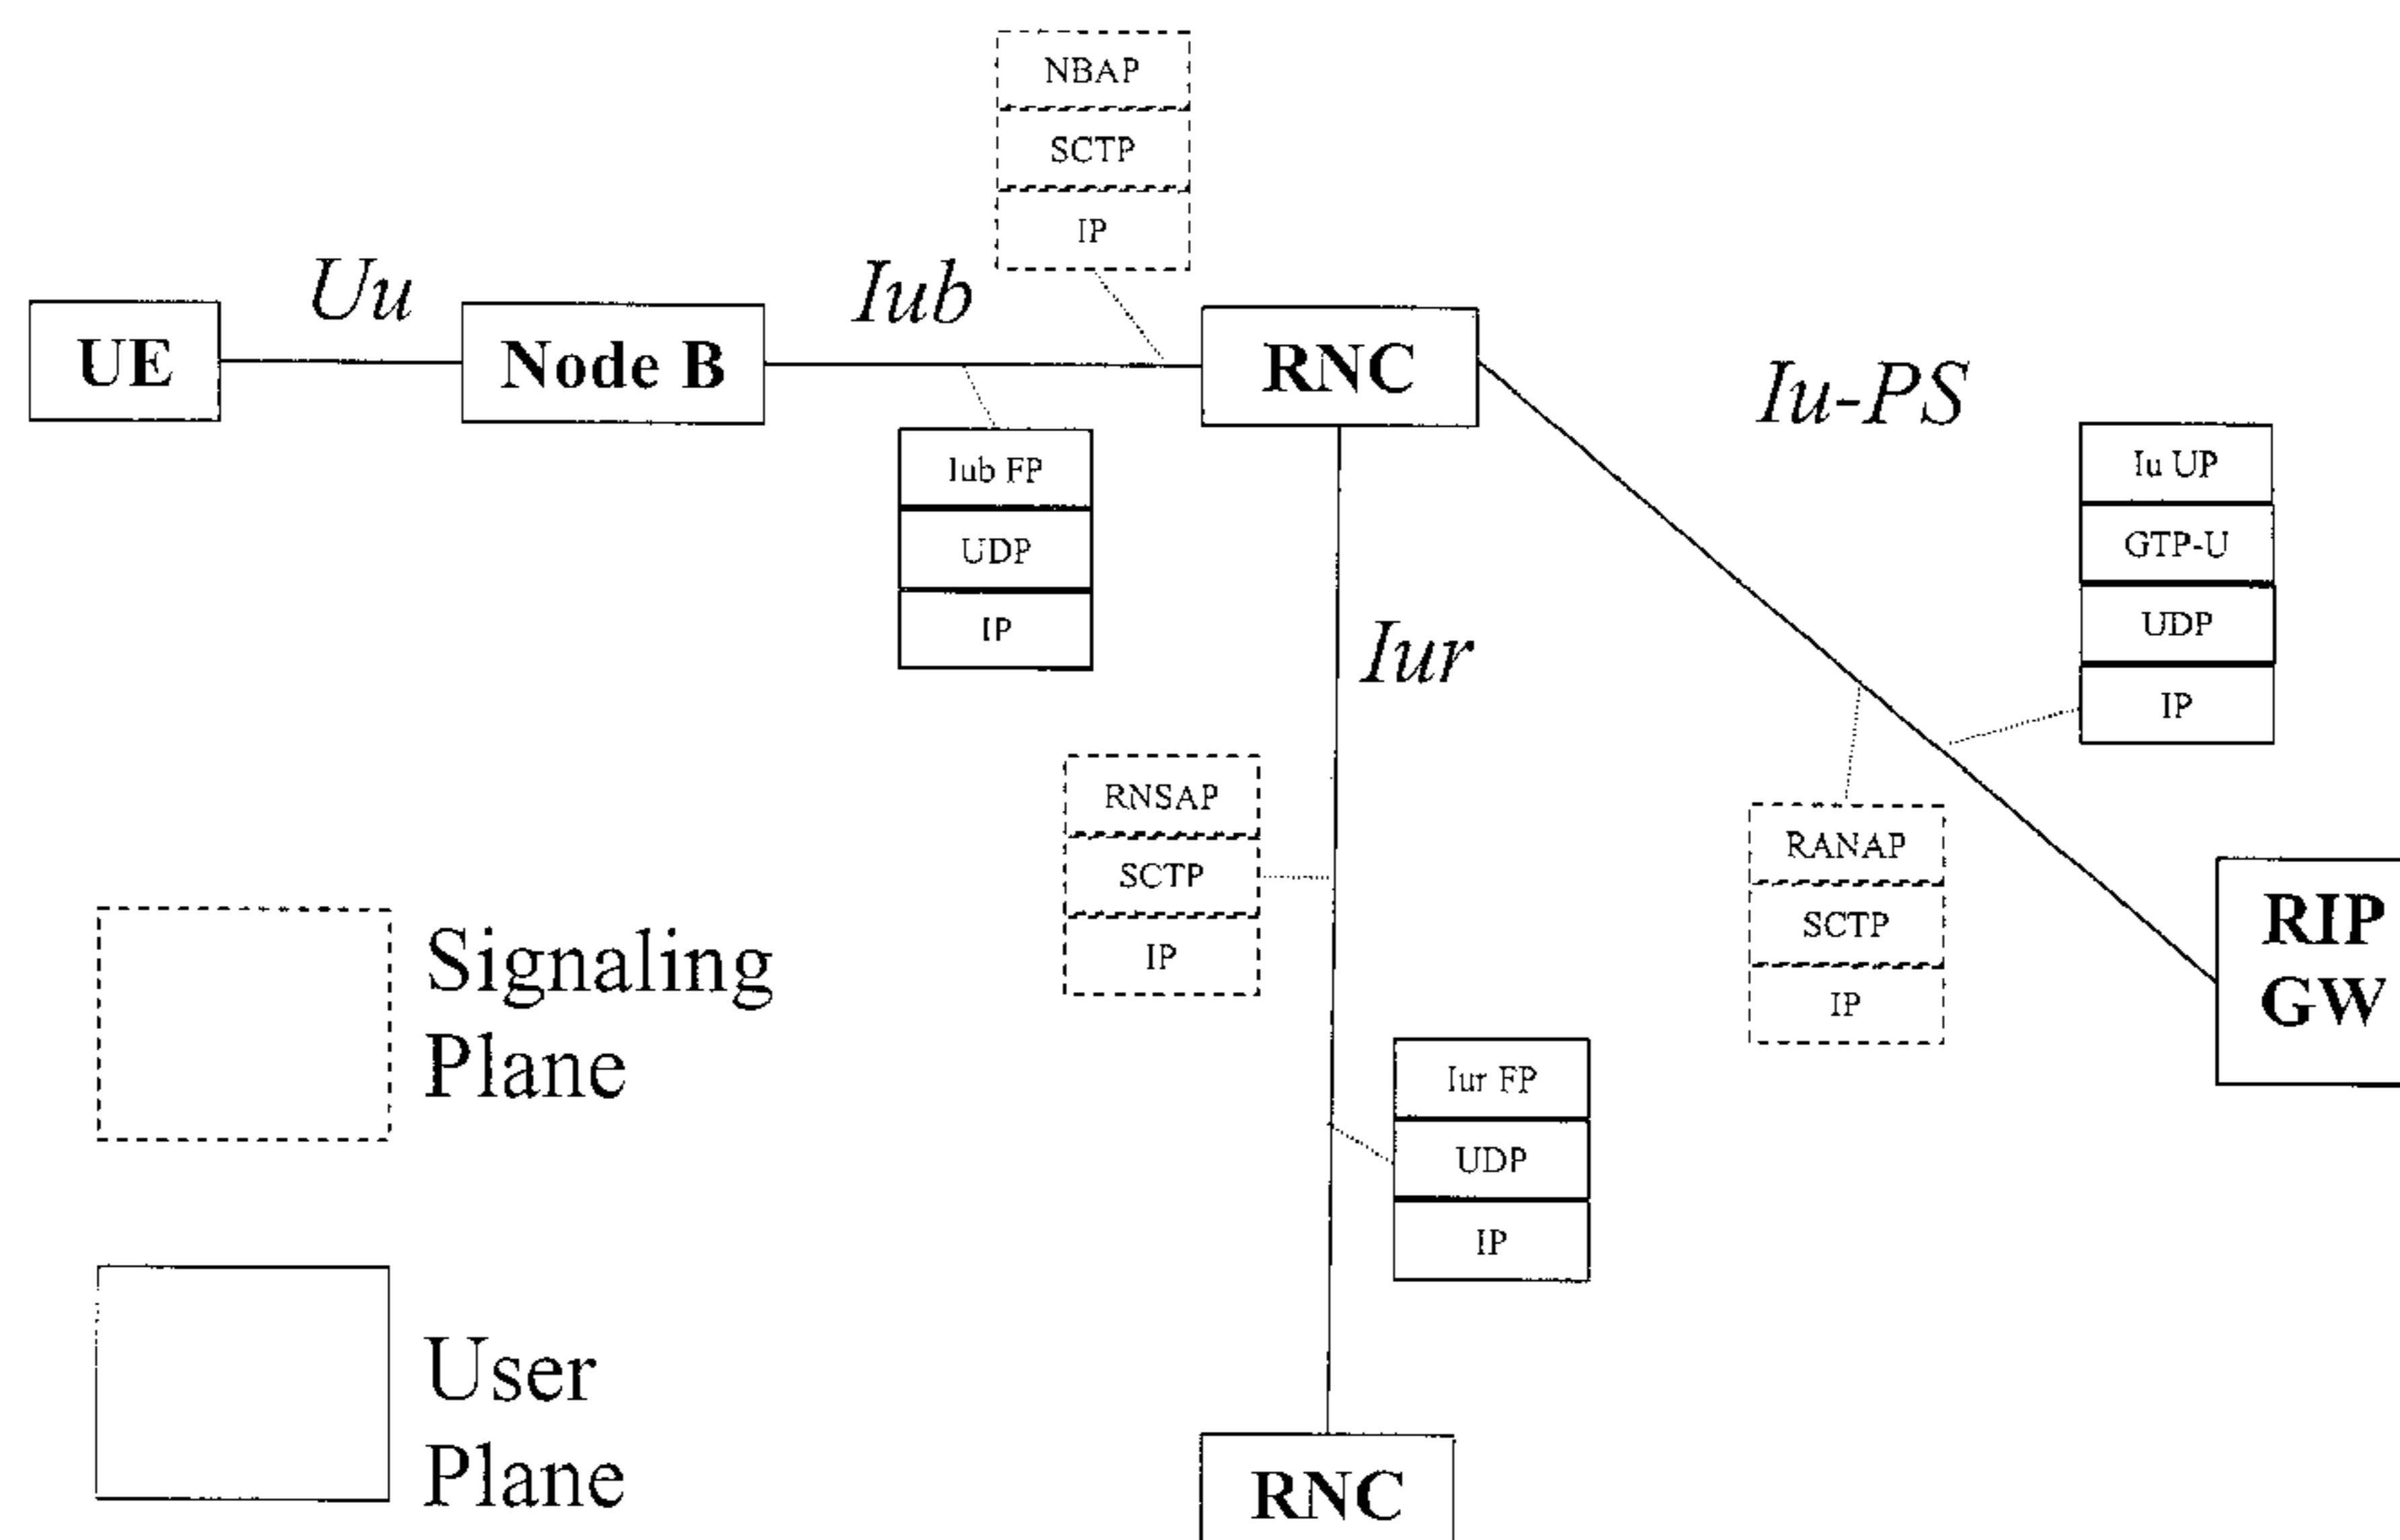 NBAP
SCTP
IP
Uu
Iub
UE
Node B
RNC
Iu-PS
Iub FP
UDP
IP
Iu UP
GTP-U
UDP
IP
Iur
RNSAP
SCTP
IP
RANAP
SCTP
IP
RIP
GW
Signaling
Plane
Iur FP
UDP
IP
User
Plane
RNC